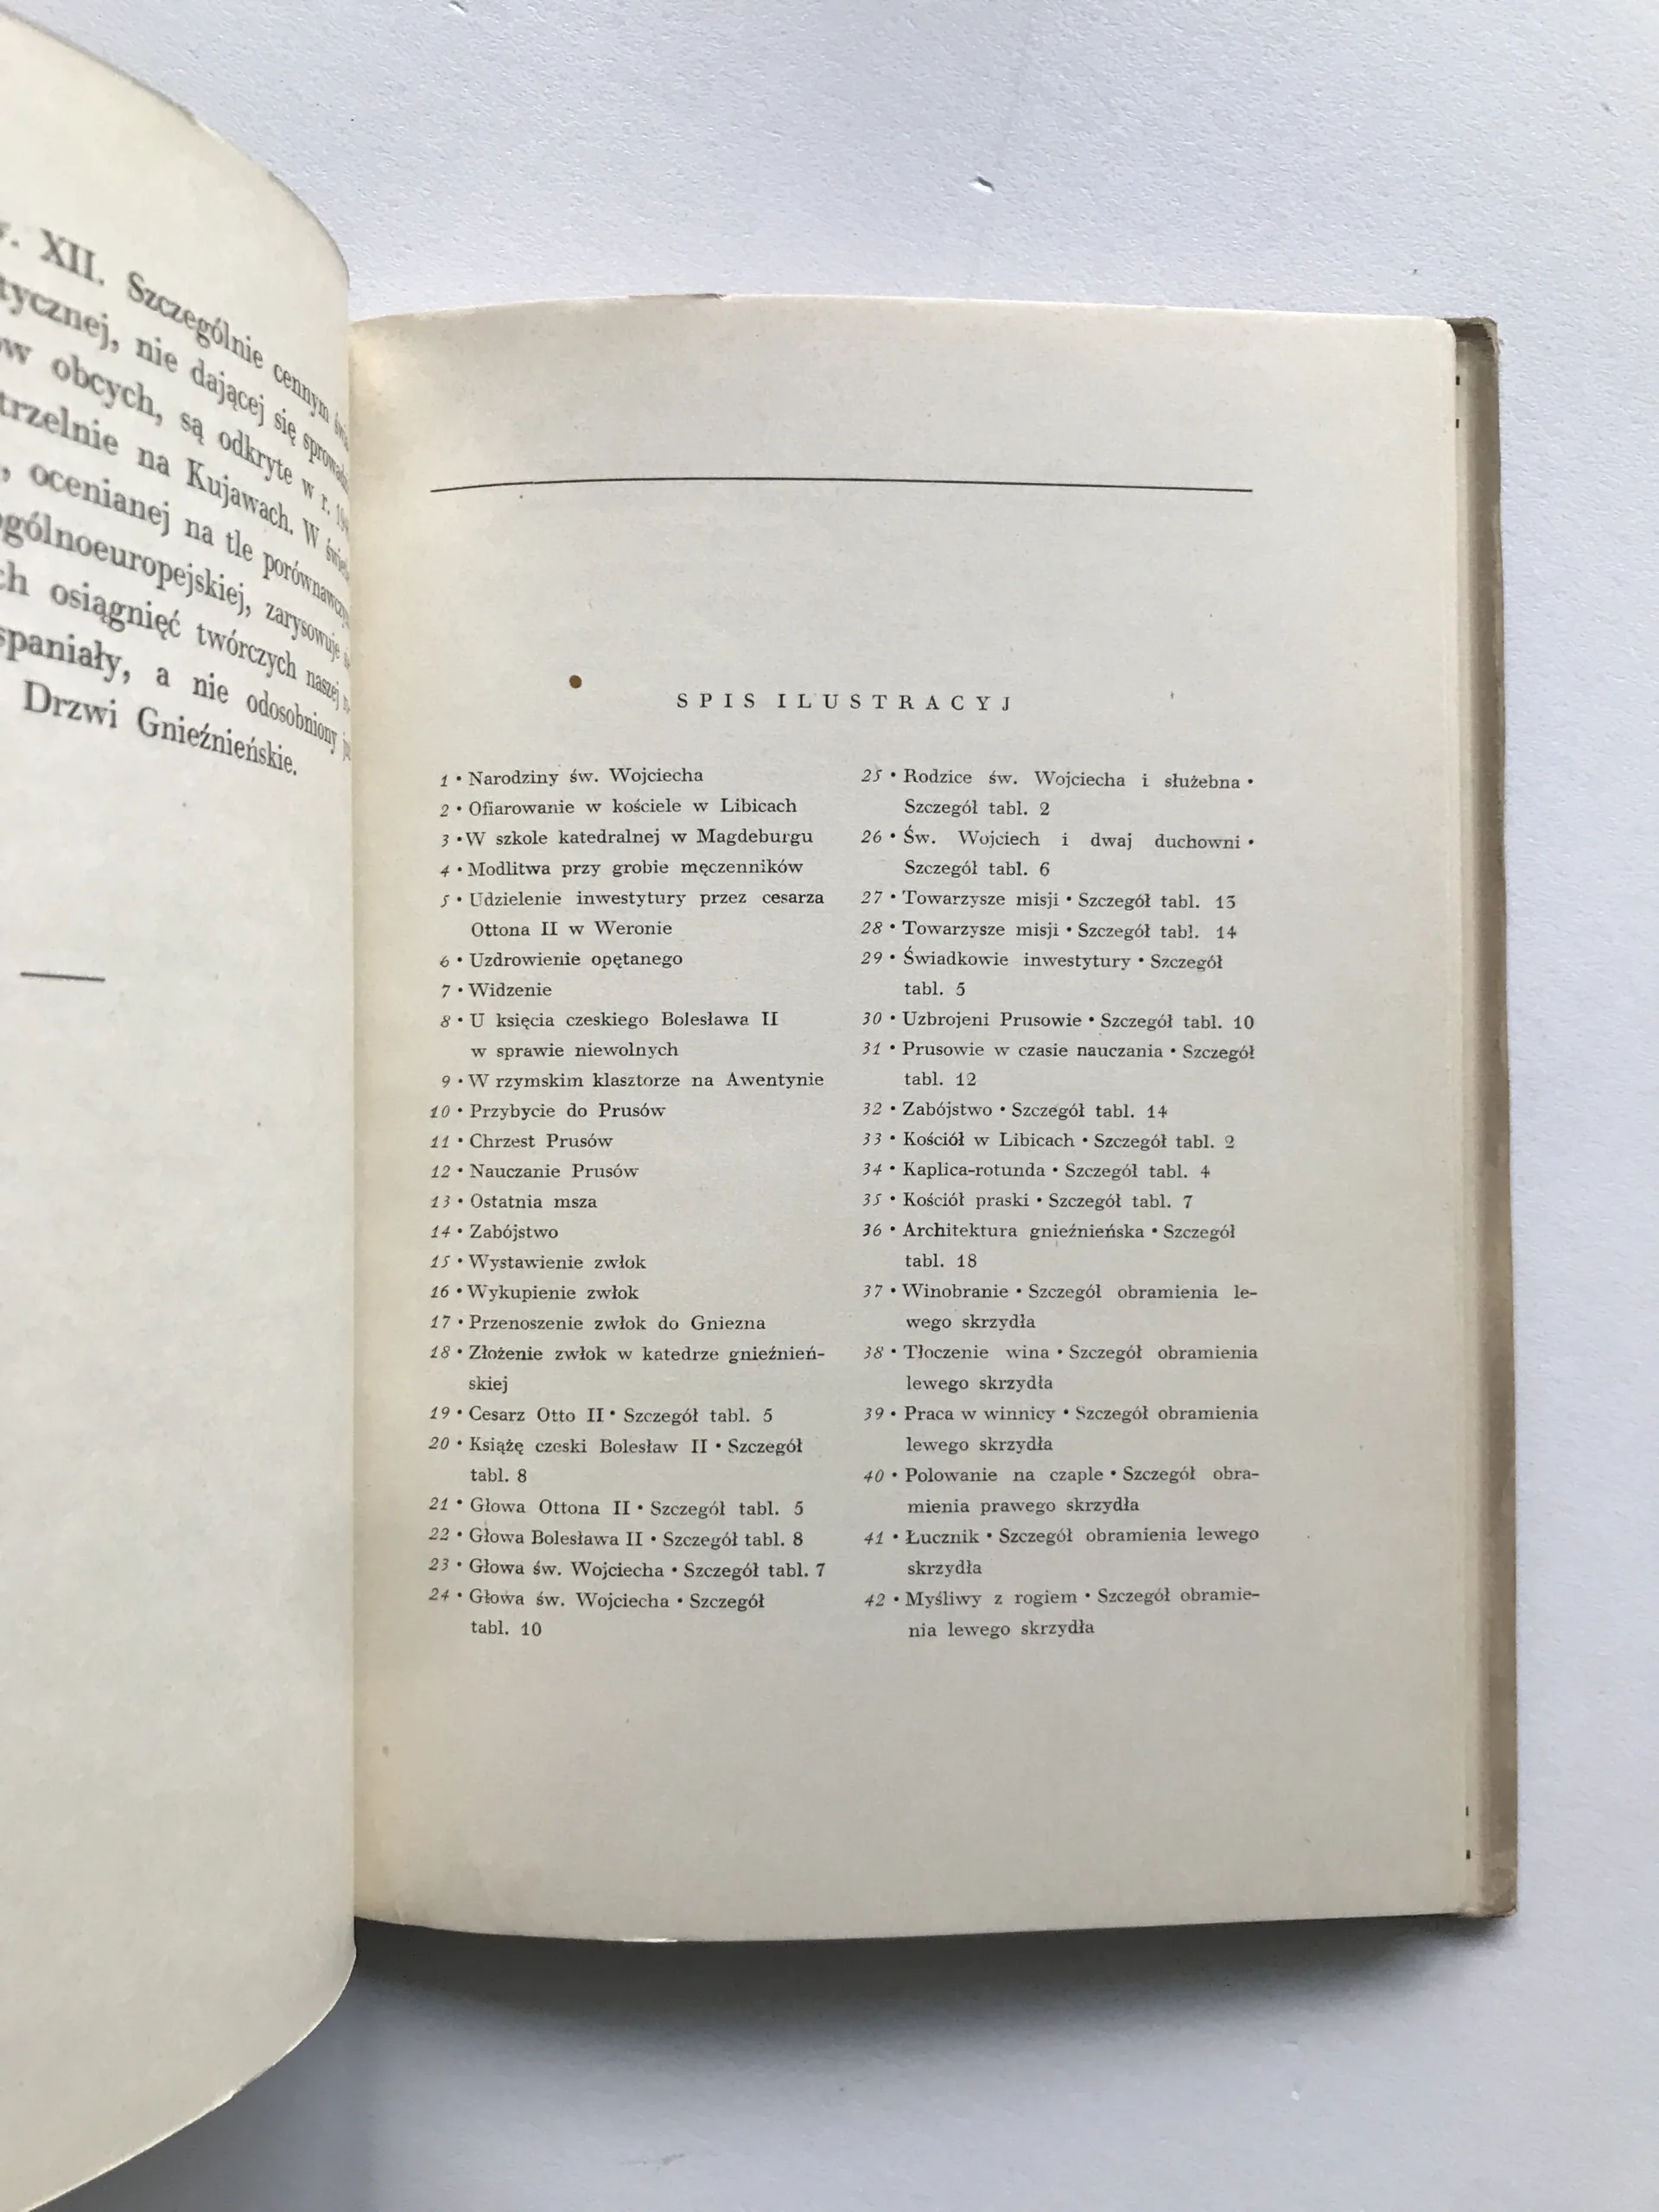 XII. Szczególnie cennym
tycznej, nie dającej się
obcych, są odkryte w r.
trzelnie na Kujawach. W
ocenianej na tle porównawczym
ogólnoeuropejskiej, zarysowuje
ch osiągnięć twórczych naszej
spaniały, a nie odosobniony
Drzwi Gnieźnieńskie.
SPIS ILUSTRACYJ
1 • Narodziny św. Wojciecha
2 • Ofiarowanie w kościele w Libicach
3 • W szkole katedralnej w Magdeburgu
4 • Modlitwa przy grobie męczenników
5 • Udzielenie inwestytury przez cesarza
Ottona II w Weronie
6 • Uzdrowienie opętanego
7 • Widzenie
8 • U księcia czeskiego Bolesława II
w sprawie niewolnych
9 • W rzymskim klasztorze na Awentynie
10 • Przybycie do Prusów
11 • Chrzest Prusów
12 • Nauczanie Prusów
13 • Ostatnia msza
14 • Zabójstwo
15 • Wystawienie zwłok
16 • Wykupienie zwłok
17 • Przenoszenie zwłok do Gniezna
18 • Złożenie zwłok w katedrze gnieźnień-
skiej
19 • Cesarz Otto II • Szczegół tabl. 5
20 • Książę czeski Bolesław II • Szczegół
tabl. 8
21 • Głowa Ottona II • Szczegół tabl. 5
22 • Głowa Bolesława II • Szczegół tabl. 8
23 • Głowa św. Wojciecha • Szczegół tabl. 7
24 • Głowa św. Wojciecha • Szczegół
tabl. 10
25 • Rodzice św. Wojciecha i służebna •
Szczegół tabl. 2
26 • Św. Wojciech i dwaj duchowni •
Szczegół tabl. 6
27 • Towarzysze misji • Szczegół tabl. 13
28 • Towarzysze misji • Szczegół tabl. 14
29 • Świadkowie inwestytury • Szczegół
tabl. 5
30 • Uzbrojeni Prusowie • Szczegół tabl. 10
31 • Prusowie w czasie nauczania • Szczegół
tabl. 12
32 • Zabójstwo • Szczegół tabl. 14
33 • Kościół w Libicach • Szczegół tabl. 2
34 • Kaplica-rotunda • Szczegół tabl. 4
35 • Kościół praski • Szczegół tabl. 7
36 • Architektura gnieźnieńska • Szczegół
tabl. 18
37 • Winobranie • Szczegół obramienia le-
wego skrzydła
38 • Tłoczenie wina • Szczegół obramienia
lewego skrzydła
39 • Praca w winnicy • Szczegół obramienia
lewego skrzydła
40 • Polowanie na czaple • Szczegół obra-
mienia prawego skrzydła
41 • Łucznik • Szczegół obramienia lewego
skrzydła
42 • Myśliwy z rogiem • Szczegół obramie-
nia lewego skrzydła